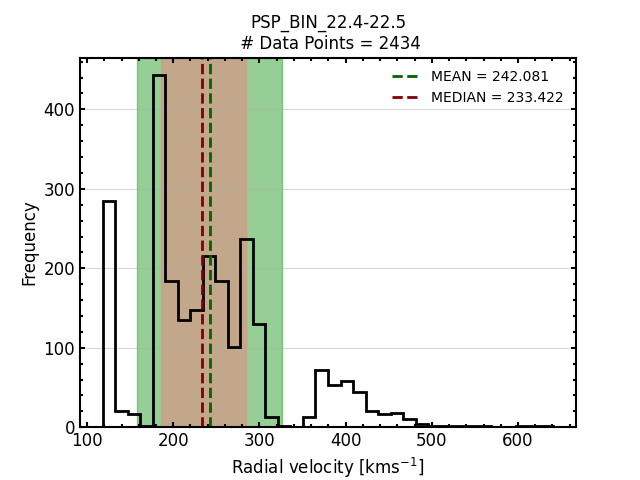 PSP_BIN_22.4-22.5
# Data Points = 2434
MEAN = 242.081
MEDIAN = 233.422
Frequency
400
300
200
100
0
100 200 300 400 500 600
Radial velocity [kms⁻¹]